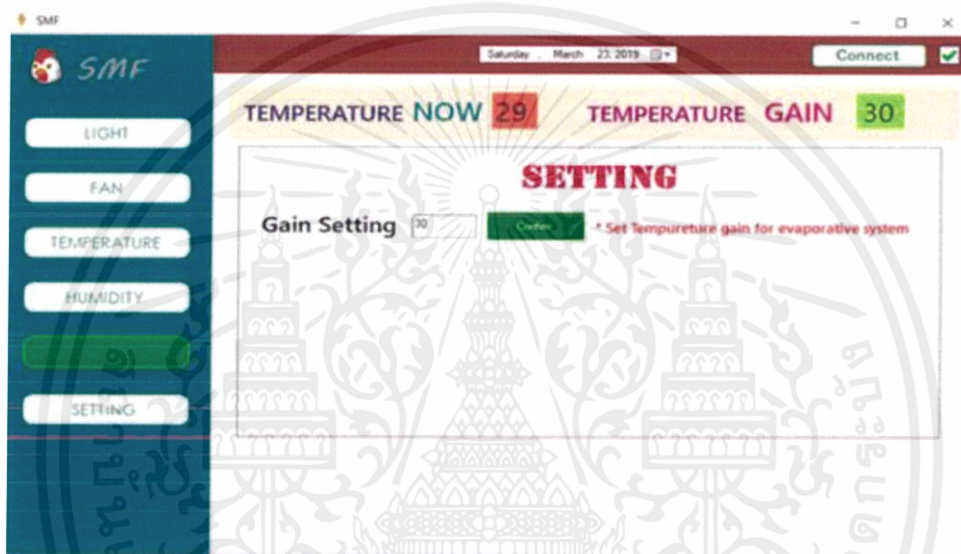 SMF
SMF
Saturday , March 23, 2019
Connect
TEMPERATURE NOW 29 TEMPERATURE GAIN 30
LIGHT
FAN
TEMPERATURE
HUMIDITY
SETTING
SETTING
Gain Setting 30 Confirm * Set Tempureture gain for evaporative system